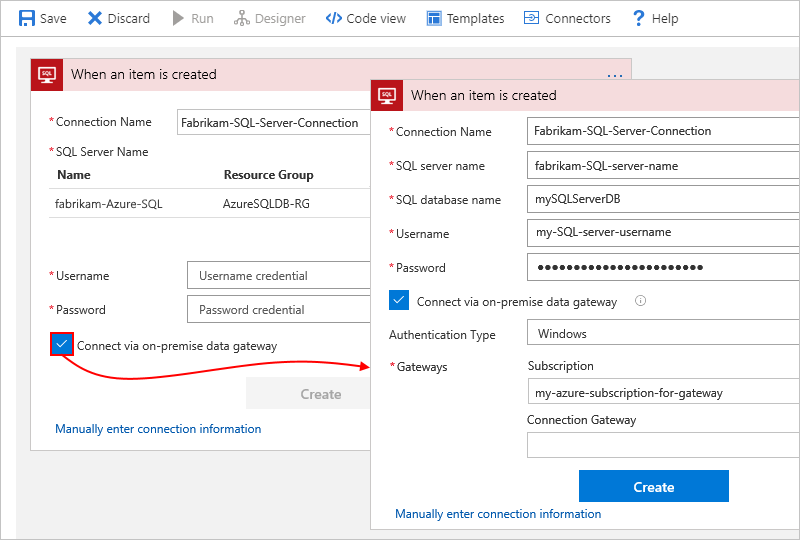 Save Discard Run Designer Code view Templates Connectors Help
SQL When an item is created ...
* Connection Name Fabrikam-SQL-Server-Connection
* SQL Server Name
Name Resource Group
fabrikam-Azure-SQL AzureSQLDB-RG
* Username Username credential
* Password Password credential
Connect via on-premise data gateway
Create
Manually enter connection information
SQL When an item is created
* Connection Name Fabrikam-SQL-Server-Connection
* SQL server name fabrikam-SQL-server-name
* SQL database name mySQLServerDB
* Username my-SQL-server-username
* Password •••••••••••••••••••••••
Connect via on-premise data gateway
Authentication Type Windows
* Gateways Subscription
my-azure-subscription-for-gateway
Connection Gateway
Create
Manually enter connection information